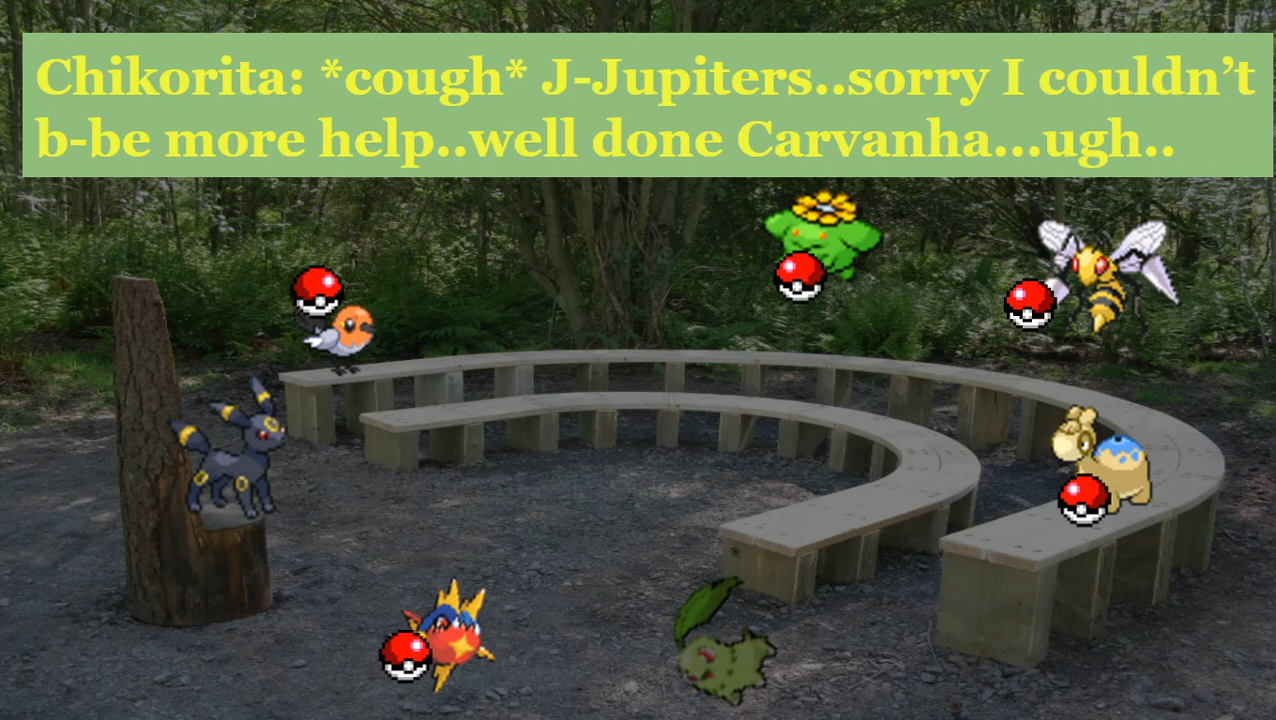 Chikorita: *cough* J-Jupiters..sorry I couldn’t
b-be more help..well done Carvanha...ugh..